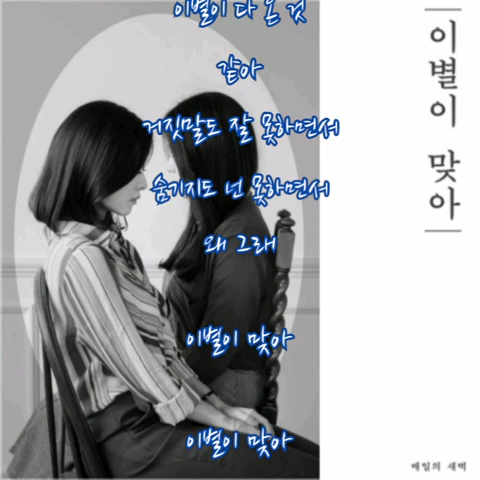 이별이 다 온 것
같아
거짓말도 잘 못하면서
숨기지도 넌 못하면서
왜 그래
이별이 맞아
이별이 맞아
이별이 맞아
매일의 새벽